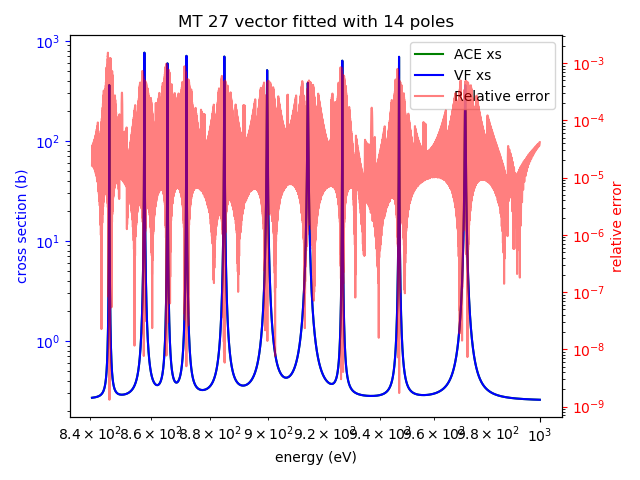 MT 27 vector fitted with 14 poles
ACE xs
VF xs
Relative error
10³
10²
10¹
10⁰
cross section (b)
10⁻³
10⁻⁴
10⁻⁵
10⁻⁶
10⁻⁷
10⁻⁸
10⁻⁹
relative error
8.4 × 10² 8.6 × 10² 8.8 × 10² 9 × 10² 9.2 × 10² 9.4 × 10² 9.6 × 10² 9.8 × 10² 10³
energy (eV)